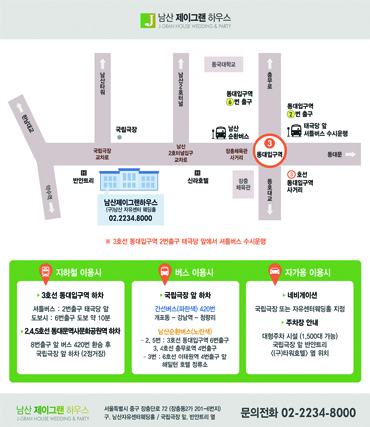 J 남산 제이그랜 하우스
J-GRAN HOUSE WEDDING & PARTY
동국대학교
동대입구역
6번 출구
남산타워
남산2호터널
충무로
동대입구역
2번 출구
한남대교
국립극장
남산
순환버스
태극당 앞
셔틀버스 수시운행
3
국립극장
교차로
남산
2호터널입구
교차로
장충체육관
사거리
동대입구역
동대문
약수역
반얀트리
신라호텔
장충
체육관
동호대교
3 호선
동대입구역
사거리
남산제이그랜하우스
(구)남산 자유센터 웨딩홀
02.2234.8000
※ 3호선 동대입구역 2번출구 태극당 앞에서 셔틀버스 수시운행
지하철 이용시
3호선 동대입구역 하차
셔틀버스 : 2번출구 태극당 앞
도보시 : 6번출구 도보 약 10분
2,4,5호선 동대문역사문화공원역 하차
8번출구 앞 버스 420번 환승 후
국립극장 앞 하차 (2정거장)
버스 이용시
국립극장 앞 하차
간선버스(파란색) 420번
개포동 - 강남역 - 청량리
남산순환버스(노란색)
- 2, 5번 : 3호선 동대입구역 6번출구
3, 4호선 충무로역 4번출구
- 3번 : 6호선 이태원역 4번출구 앞
해밀턴 호텔 정류소
자가용 이용시
네비게이션
국립극장 또는 자유센터웨딩홀 지점
주차장 안내
대형주차 시설 (1,500대 가능)
국립극장 앞 반얀트리
((구)타워호텔) 옆 위치
남산 제이그랜 하우스
J-GRAN HOUSE WEDDING & PARTY
서울특별시 중구 장충단로 72 (장충동2가 201-6번지)
구, 남산자유센터웨딩홀 / 국립극장 앞, 반얀트리 옆
문의전화 02-2234-8000